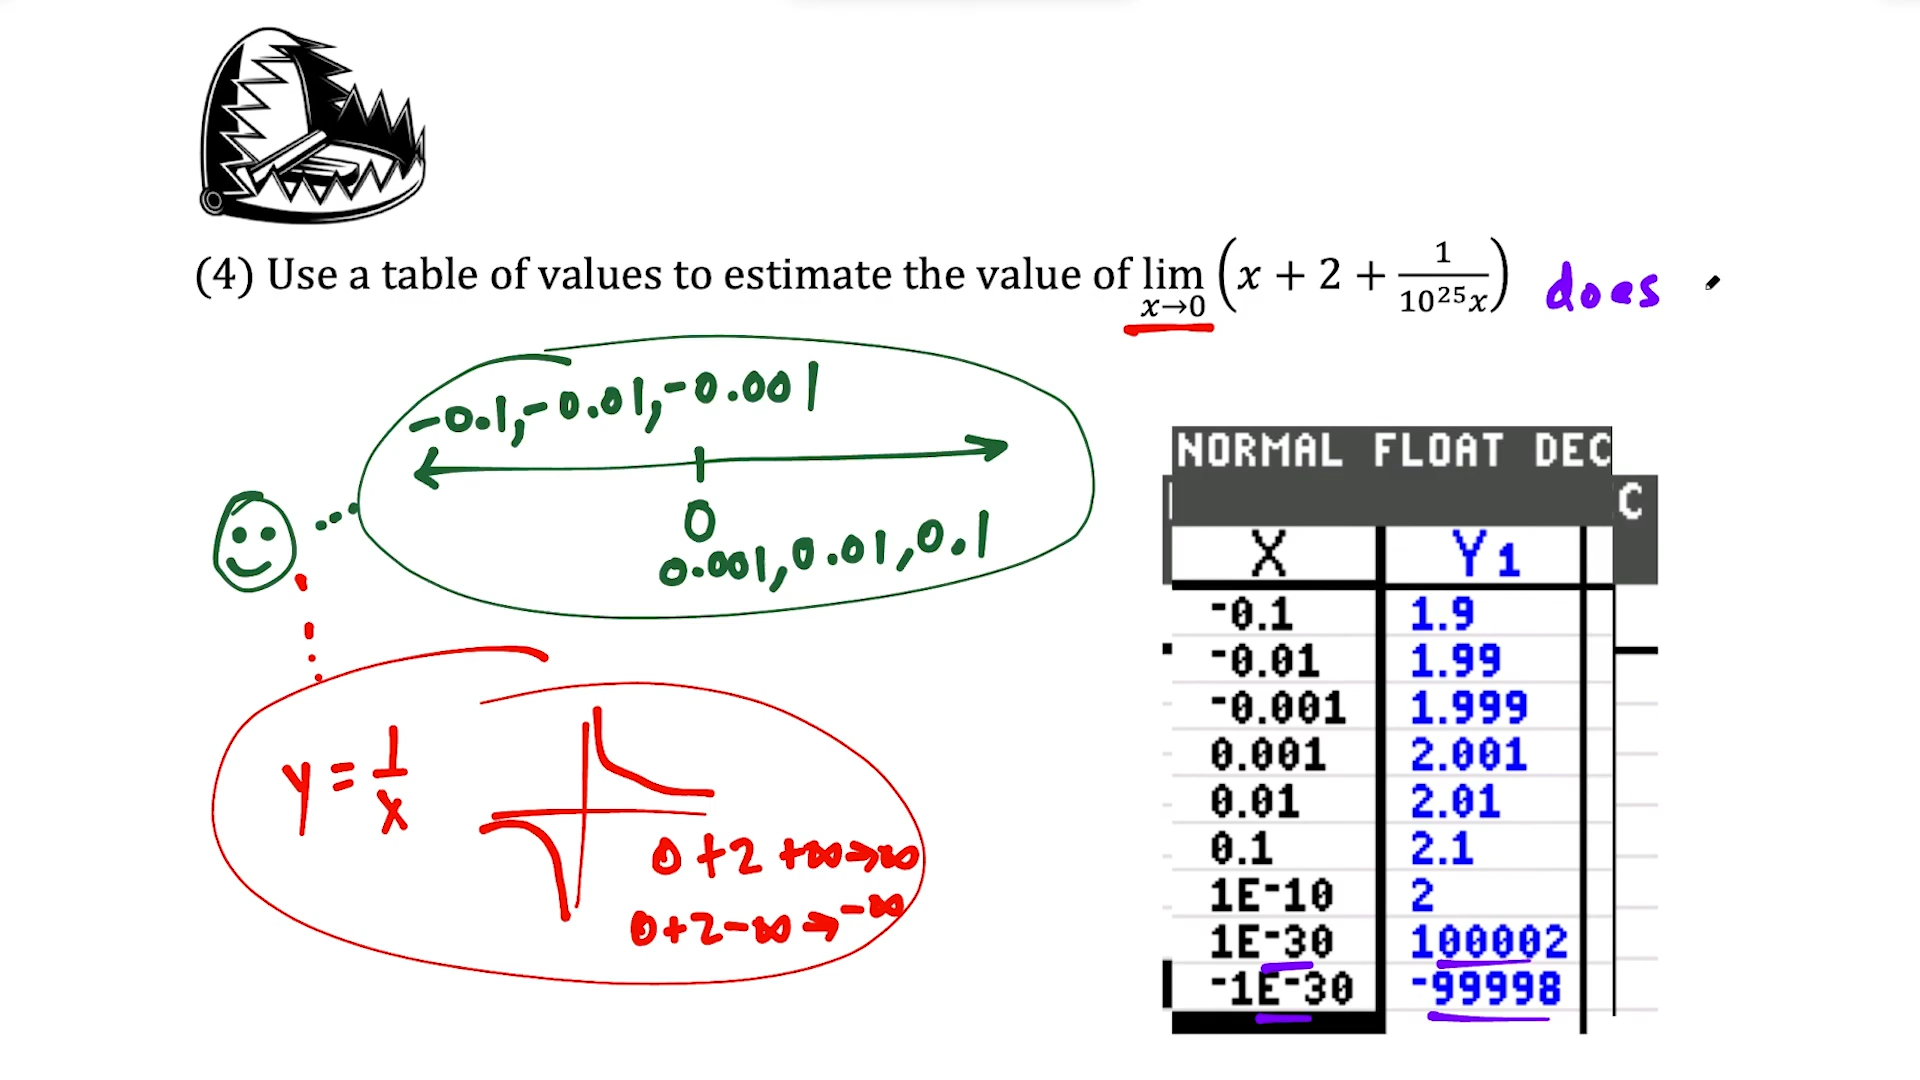 (4) Use a table of values to estimate the value of lim x→0 (x + 2 + 1/(10²⁵x)) does
-0.1, -0.01, -0.001
0
0.001, 0.01, 0.1
y = 1/x
0 + 2 + ∞ → ∞
0 + 2 - ∞ → -∞
NORMAL FLOAT DEC
C
X Y1
-0.1 1.9
-0.01 1.99
-0.001 1.999
0.001 2.001
0.01 2.01
0.1 2.1
1E-10 2
1E-30 100002
-1E-30 -99998